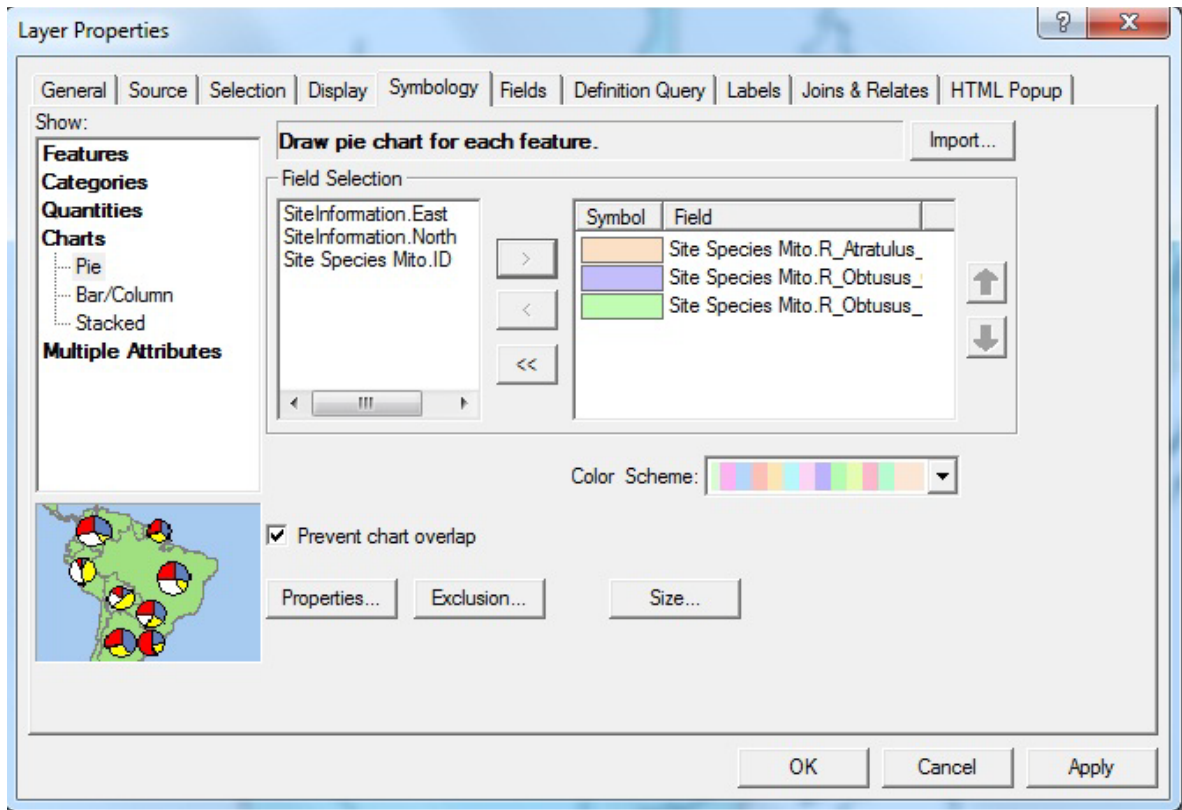 Layer Properties
General Source Selection Display Symbology Fields Definition Query Labels Joins & Relates HTML Popup
Show:
Features
Categories
Quantities
Charts
Pie
Bar/Column
Stacked
Multiple Attributes
Draw pie chart for each feature.
Import...
Field Selection
SiteInformation.East
SiteInformation.North
Site Species Mito.ID
>
<
<<
Symbol Field
Site Species Mito.R_Atratulus_
Site Species Mito.R_Obtusus_
Site Species Mito.R_Obtusus_
Color Scheme:
Prevent chart overlap
Properties... Exclusion... Size...
OK Cancel Apply